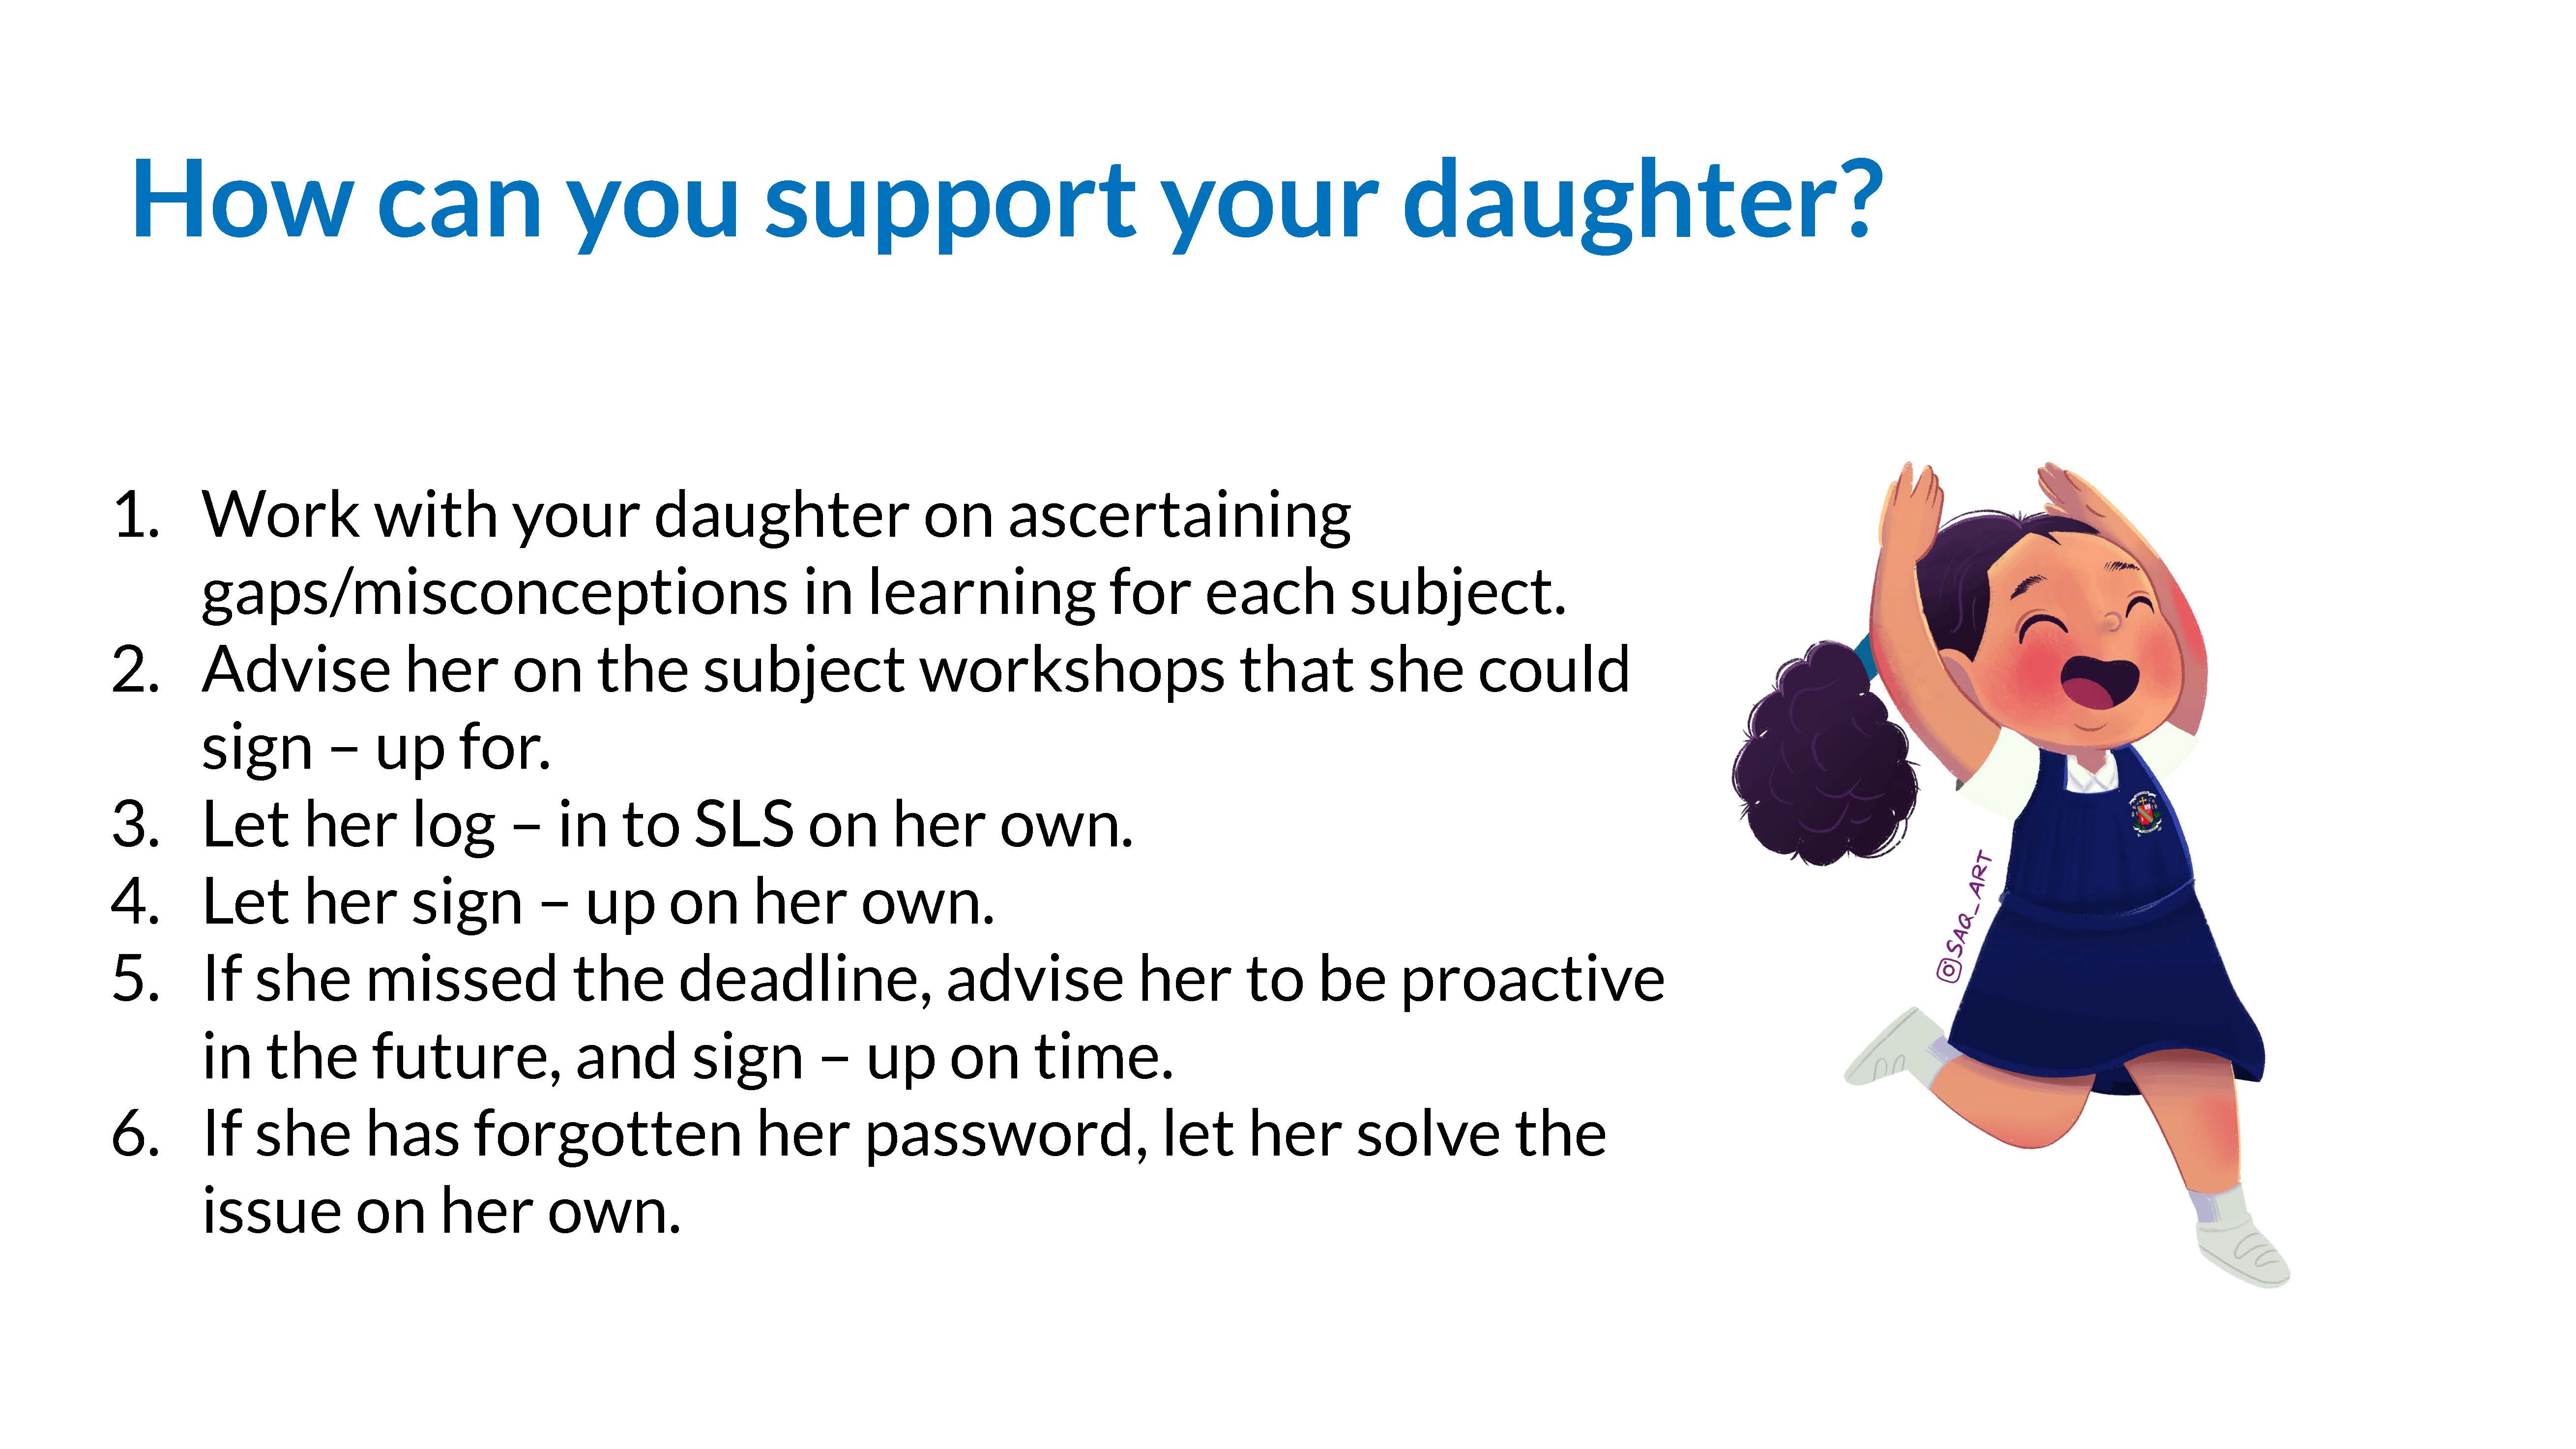 How can you support your daughter?
1. Work with your daughter on ascertaining
gaps/misconceptions in learning for each subject.
2. Advise her on the subject workshops that she could
sign – up for.
3. Let her log – in to SLS on her own.
4. Let her sign – up on her own.
5. If she missed the deadline, advise her to be proactive
in the future, and sign – up on time.
6. If she has forgotten her password, let her solve the
issue on her own.
SAQ_ART